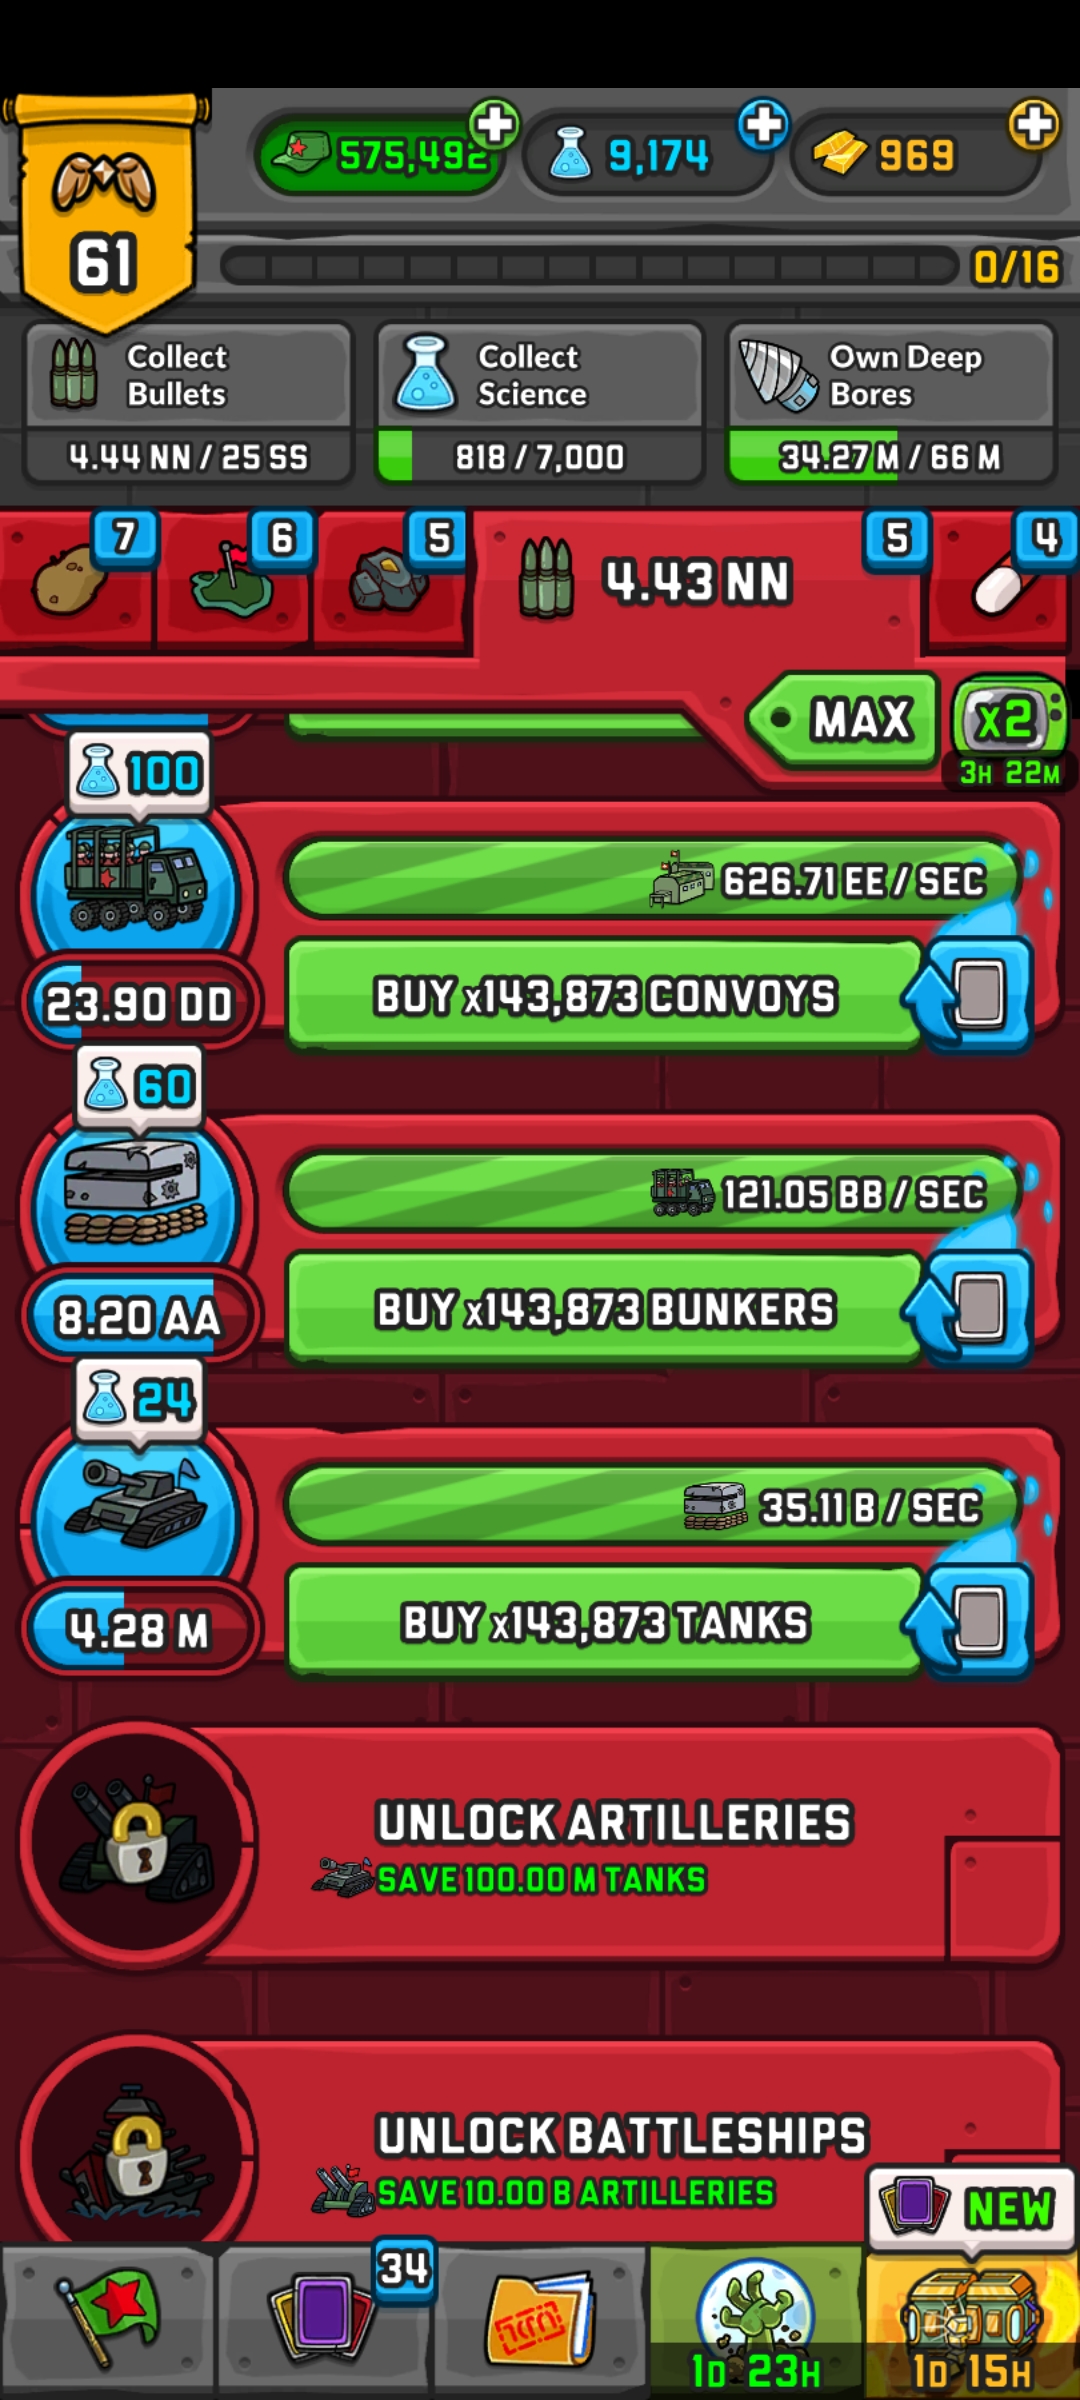 575,492
9,174
969
61
0/16
Collect
Bullets
4.44 NN / 25 SS
Collect
Science
818 / 7,000
Own Deep
Bores
34.27 M / 66 M
7
6
5
4.43 NN
5
4
MAX
x2
3H 22M
100
626.71 EE / SEC
23.90 DD
BUY x143,873 CONVOYS
60
121.05 BB / SEC
8.20 AA
BUY x143,873 BUNKERS
24
35.11 B / SEC
4.28 M
BUY x143,873 TANKS
UNLOCK ARTILLERIES
SAVE 100.00 M TANKS
UNLOCK BATTLESHIPS
SAVE 10.00 B ARTILLERIES
NEW
34
1D 23H
1D 15H